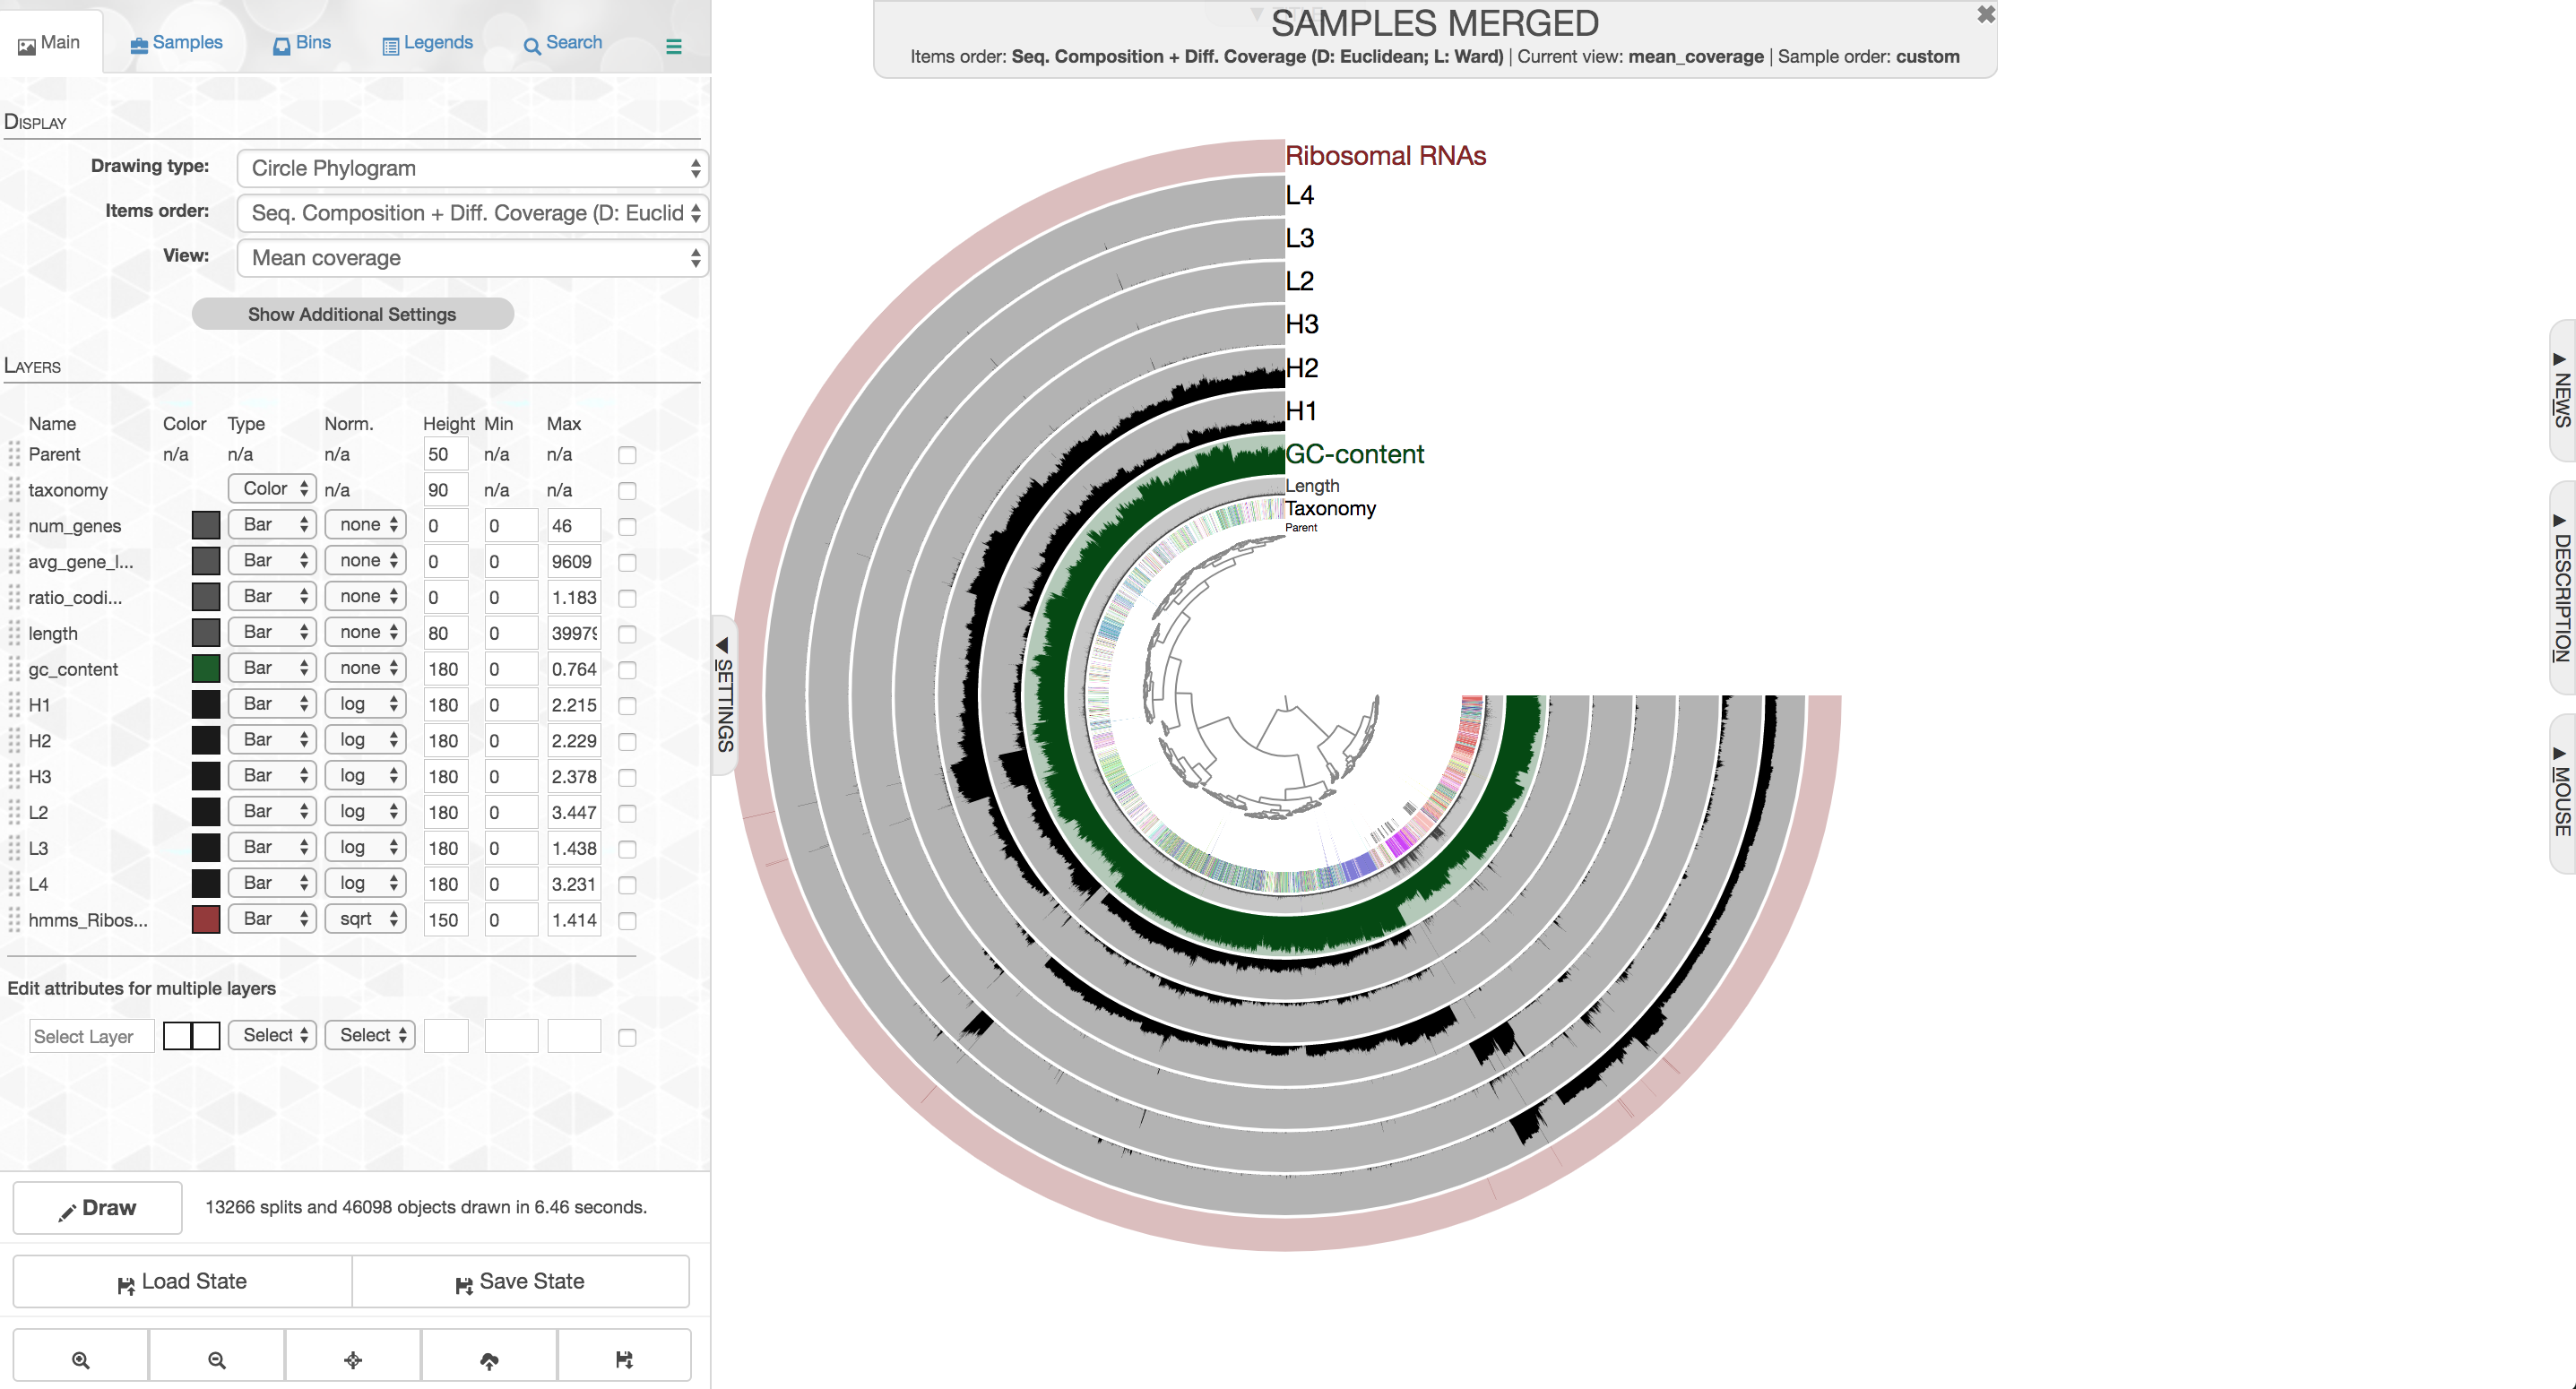 Main
Samples
Bins
Legends
Search
DISPLAY
Drawing type:
Circle Phylogram
Items order:
Seq. Composition + Diff. Coverage (D: Euclid
View:
Mean coverage
Show Additional Settings
LAYERS
Name Color Type Norm. Height Min Max
Parent n/a n/a n/a 50 n/a n/a
taxonomy Color n/a 90 n/a n/a
num_genes Bar none 0 0 46
avg_gene_l... Bar none 0 0 9609
ratio_codi... Bar none 0 0 1.183
length Bar none 80 0 39979
gc_content Bar none 180 0 0.764
H1 Bar log 180 0 2.215
H2 Bar log 180 0 2.229
H3 Bar log 180 0 2.378
L2 Bar log 180 0 3.447
L3 Bar log 180 0 1.438
L4 Bar log 180 0 3.231
hmms_Ribos... Bar sqrt 150 0 1.414
Edit attributes for multiple layers
Select Layer Select Select
Draw
13266 splits and 46098 objects drawn in 6.46 seconds.
Load State
Save State
◀ SETTINGS
SAMPLES MERGED
Items order: Seq. Composition + Diff. Coverage (D: Euclidean; L: Ward) | Current view: mean_coverage | Sample order: custom
Ribosomal RNAs
L4
L3
L2
H3
H2
H1
GC-content
Length
Taxonomy
Parent
▶ NEWS
▶ DESCRIPTION
▶ MOUSE